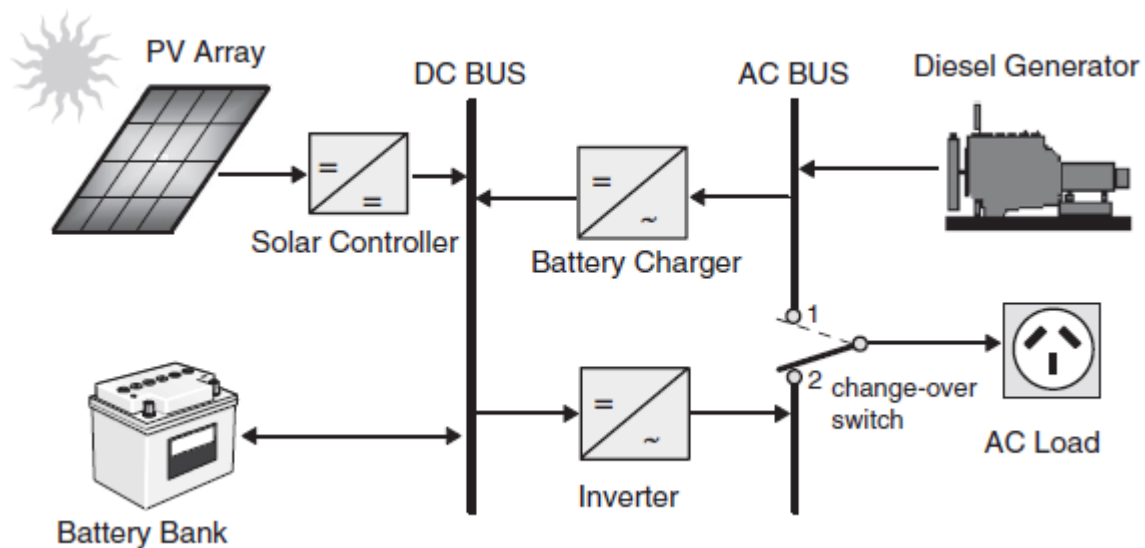 PV Array
DC BUS
AC BUS
Diesel Generator
=
=
=
~
Solar Controller
Battery Charger
1
2
change-over
switch
=
~
AC Load
Inverter
Battery Bank